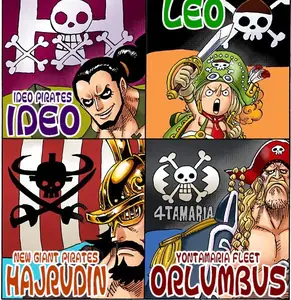 LEO
IDEO PIRATES
IDEO
NEW GIANT PIRATES
HAJRUDIN
4TAMARIA
YONTAMARIA FLEET
ORLUMBUS